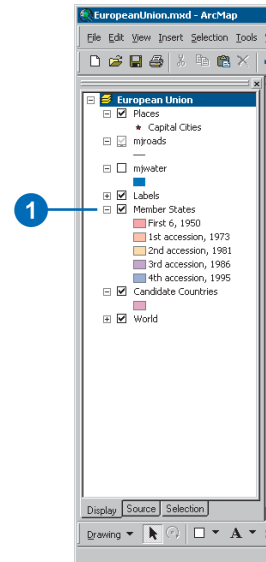 EuropeanUnion.mxd - ArcMap
File Edit View Insert Selection Tools
European Union
Places
Capital Cities
mjroads
mjwater
Labels
1
Member States
First 6, 1950
1st accession, 1973
2nd accession, 1981
3rd accession, 1986
4th accession, 1995
Candidate Countries
World
Display Source Selection
Drawing A